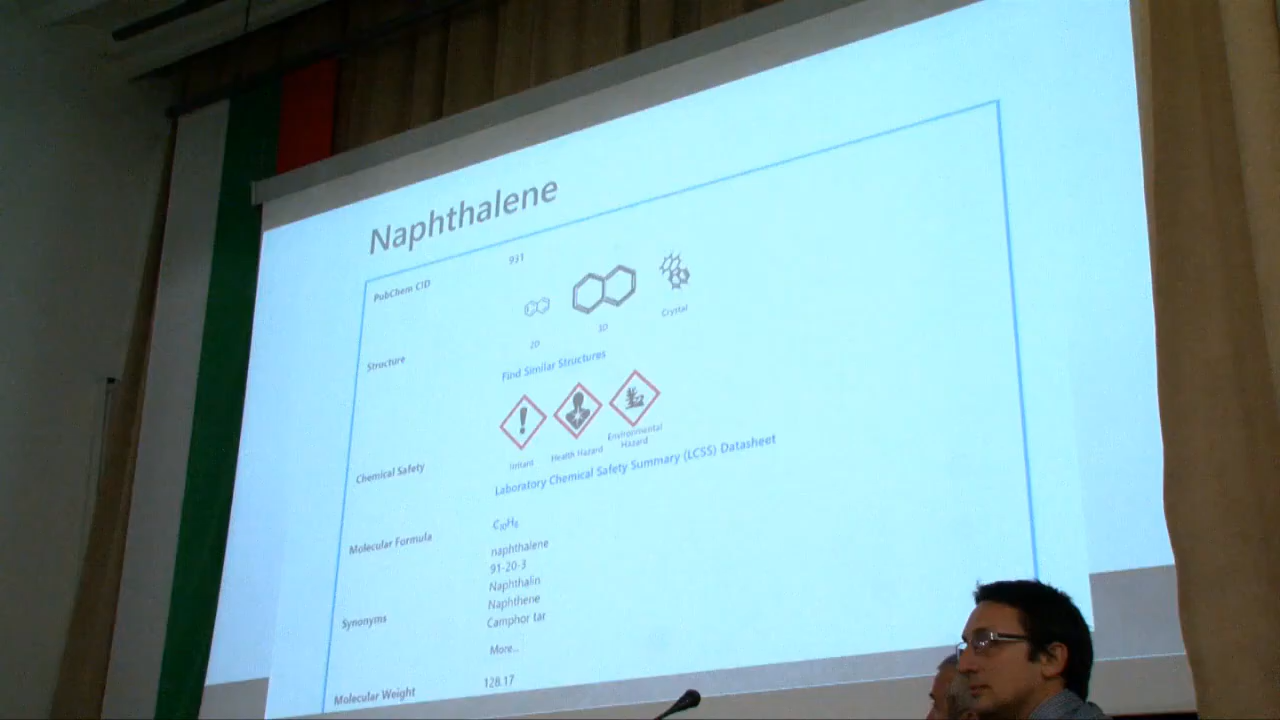 Naphthalene
PubChem CID
931
Structure
2D
3D
Crystal
Find Similar Structures
Chemical Safety
Irritant
Health Hazard
Environmental
Hazard
Laboratory Chemical Safety Summary (LCSS) Datasheet
Molecular Formula
C₁₀H₈
Synonyms
naphthalene
91-20-3
Naphthalin
Naphthene
Camphor tar
More...
Molecular Weight
128.17